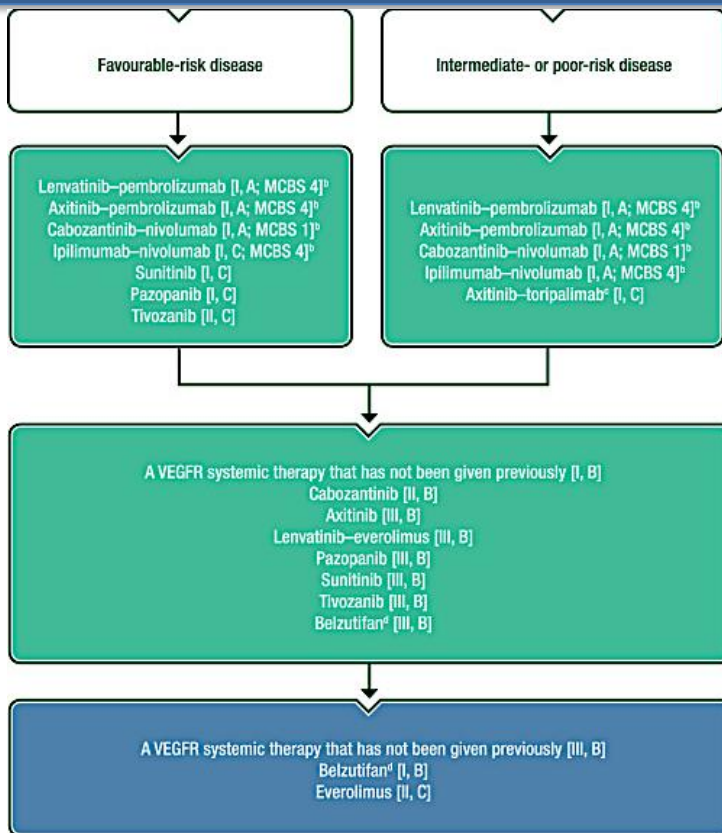 Favourable-risk disease
Intermediate- or poor-risk disease
Lenvatinib–pembrolizumab [I, A; MCBS 4]ᵇ
Axitinib–pembrolizumab [I, A; MCBS 4]ᵇ
Cabozantinib–nivolumab [I, A; MCBS 1]ᵇ
Ipilimumab–nivolumab [I, C; MCBS 4]ᵇ
Sunitinib [I, C]
Pazopanib [I, C]
Tivozanib [II, C]
Lenvatinib–pembrolizumab [I, A; MCBS 4]ᵇ
Axitinib–pembrolizumab [I, A; MCBS 4]ᵇ
Cabozantinib–nivolumab [I, A; MCBS 1]ᵇ
Ipilimumab–nivolumab [I, A; MCBS 4]ᵇ
Axitinib–toripalimabᶜ [I, C]
A VEGFR systemic therapy that has not been given previously [I, B]
Cabozantinib [II, B]
Axitinib [III, B]
Lenvatinib–everolimus [III, B]
Pazopanib [III, B]
Sunitinib [III, B]
Tivozanib [III, B]
Belzutifanᵈ [III, B]
A VEGFR systemic therapy that has not been given previously [III, B]
Belzutifanᵈ [I, B]
Everolimus [II, C]